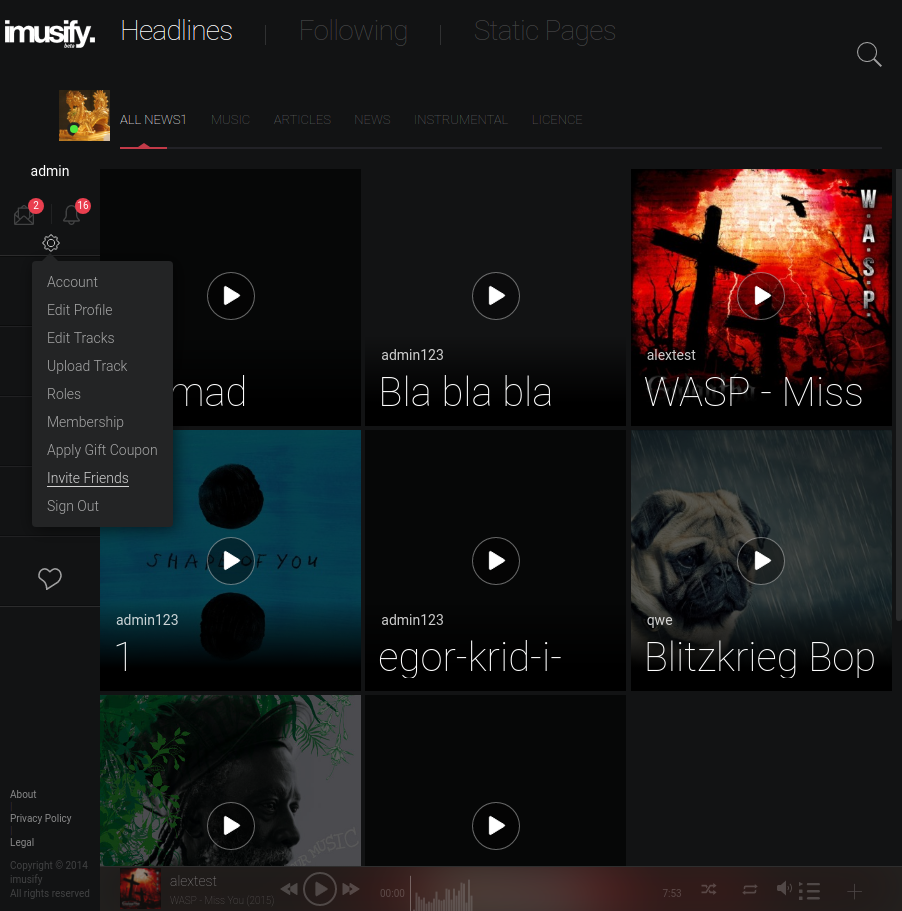 imusify.
beta
Headlines
Following
Static Pages
ALL NEWS1
MUSIC
ARTICLES
NEWS
INSTRUMENTAL
LICENCE
admin
2
16
Account
Edit Profile
Edit Tracks
Upload Track
Roles
Membership
Apply Gift Coupon
Invite Friends
Sign Out
mad
admin123
Bla bla bla
W.A.S.P.
alextest
WASP - Miss
SHAPE OF YOU
admin123
1
admin123
egor-krid-i-
qwe
Blitzkrieg Bop
MUSIC
About
Privacy Policy
Legal
Copyright © 2014
imusify
All rights reserved
alextest
WASP - Miss You (2015)
00:00
7:53